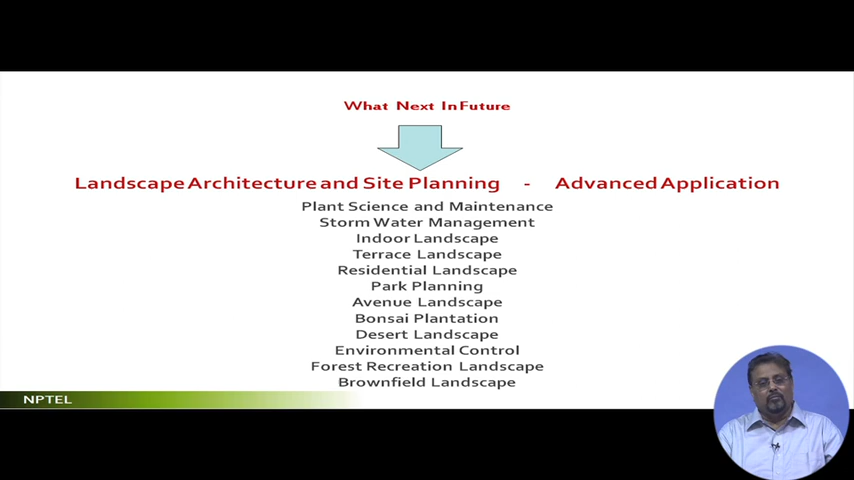 What Next In Future
Landscape Architecture and Site Planning - Advanced Application
Plant Science and Maintenance
Storm Water Management
Indoor Landscape
Terrace Landscape
Residential Landscape
Park Planning
Avenue Landscape
Bonsai Plantation
Desert Landscape
Environmental Control
Forest Recreation Landscape
Brownfield Landscape
NPTEL